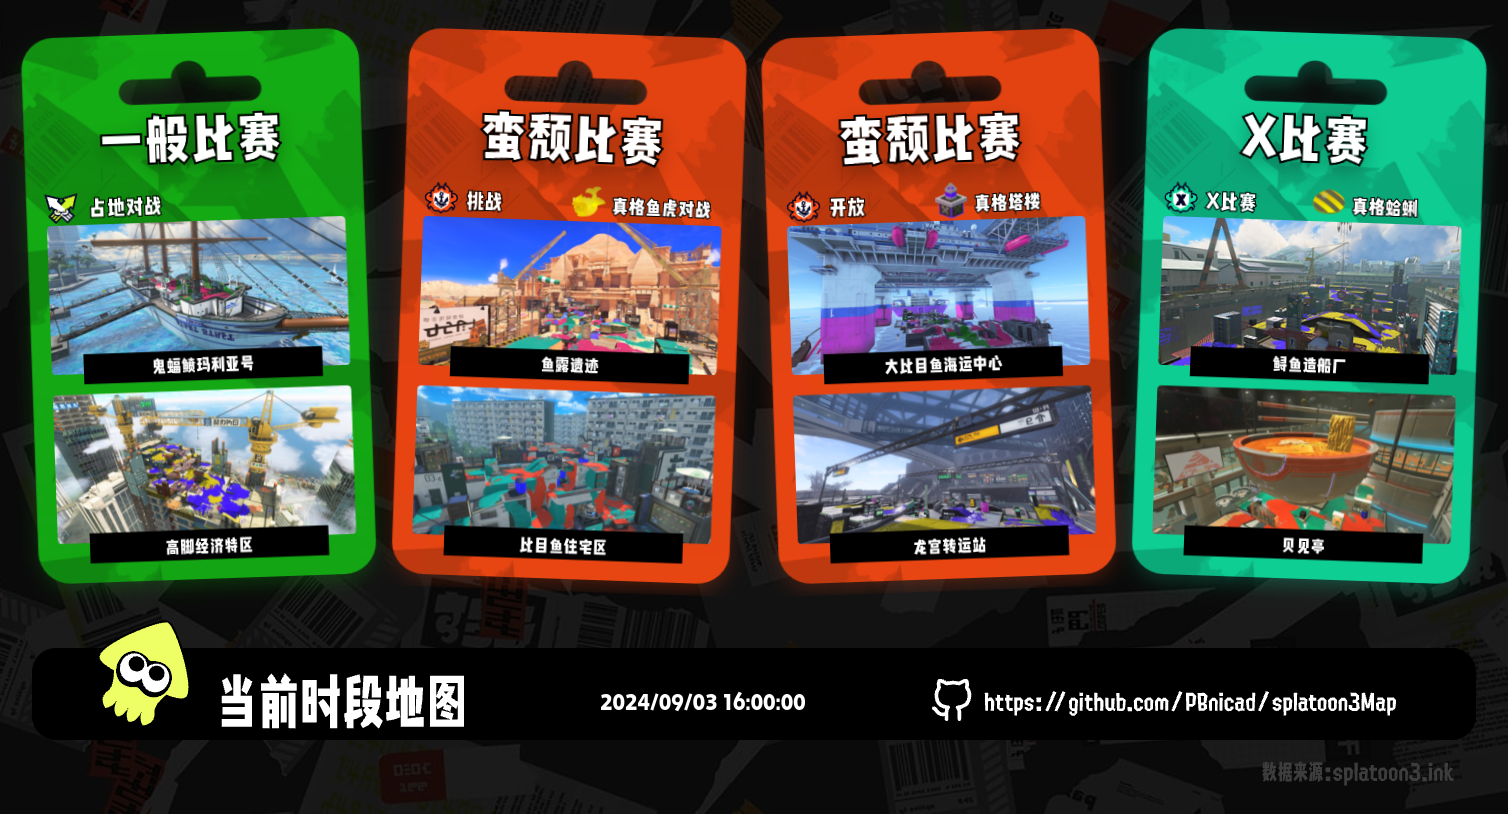 一般比赛
占地对战
鬼蝠鲼玛利亚号
高脚经济特区
蛮颓比赛
挑战
真格鱼虎对战
鱼露遗迹
比目鱼住宅区
蛮颓比赛
开放
真格塔楼
大比目鱼海运中心
龙宫转运站
X比赛
X比赛
真格蛤蜊
鲟鱼造船厂
贝见亭
当前时段地图
2024/09/03 16:00:00
https://github.com/PBnicad/splatoon3Map
数据来源:splatoon3.ink